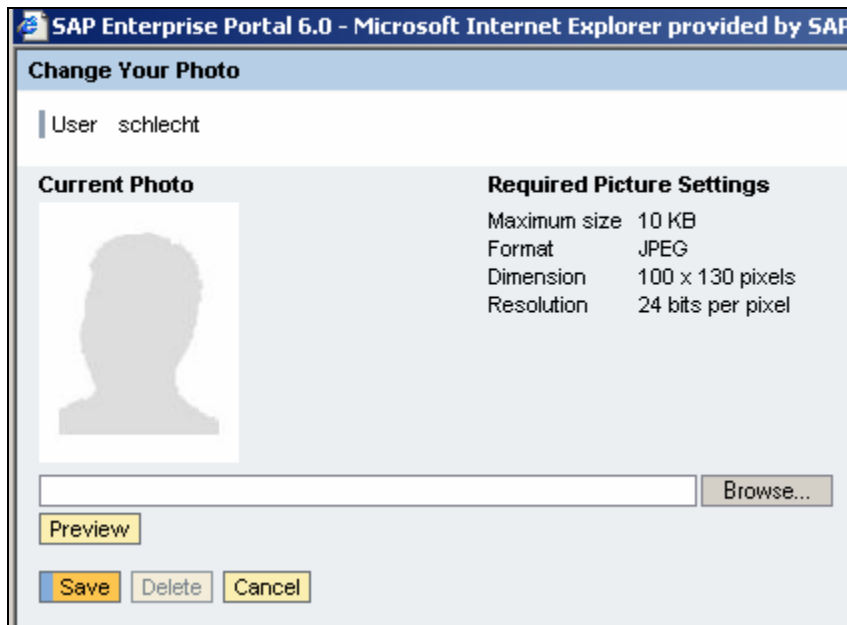 SAP Enterprise Portal 6.0 - Microsoft Internet Explorer provided by SAP
Change Your Photo
User schlecht
Current Photo
Required Picture Settings
Maximum size 10 KB
Format JPEG
Dimension 100 x 130 pixels
Resolution 24 bits per pixel
Browse...
Preview
Save Delete Cancel